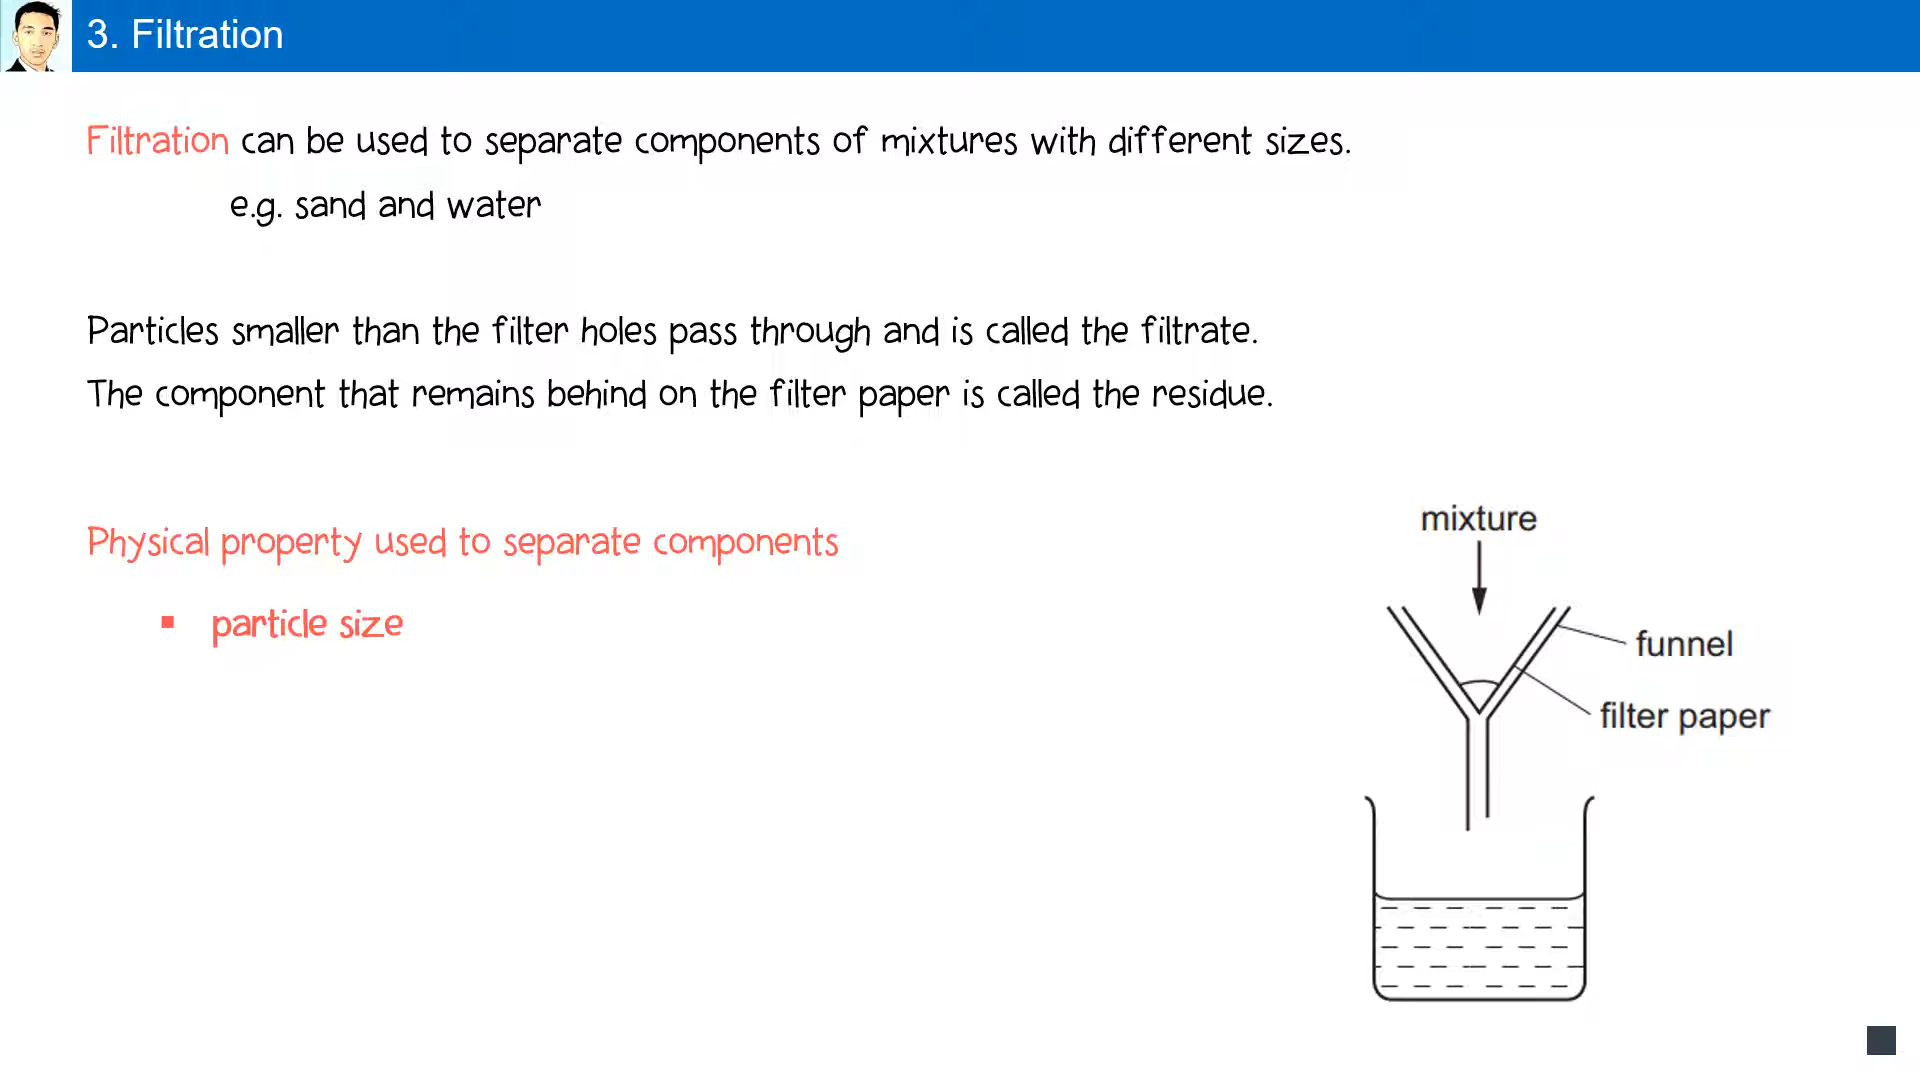 3. Filtration
Filtration can be used to separate components of mixtures with different sizes.
e.g. sand and water
Particles smaller than the filter holes pass through and is called the filtrate.
The component that remains behind on the filter paper is called the residue.
Physical property used to separate components
▪ particle size
mixture
funnel
filter paper